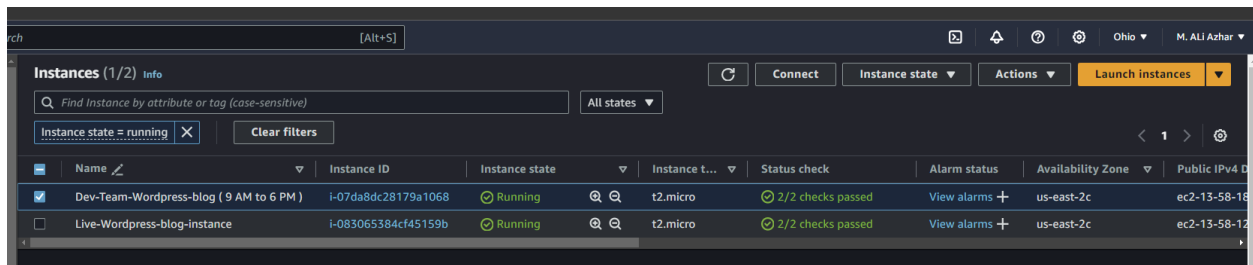 rch [Alt+S] Ohio ▼ M. ALi Azhar ▼
Instances (1/2) Info Connect Instance state ▼ Actions ▼ Launch instances ▼
Find Instance by attribute or tag (case-sensitive) All states ▼
Instance state = running Clear filters 1
Name Instance ID Instance state Instance t... Status check Alarm status Availability Zone Public IPv4 D
Dev-Team-Wordpress-blog ( 9 AM to 6 PM ) i-07da8dc28179a1068 Running t2.micro 2/2 checks passed View alarms + us-east-2c ec2-13-58-18
Live-Wordpress-blog-instance i-083065384cf45159b Running t2.micro 2/2 checks passed View alarms + us-east-2c ec2-13-58-12